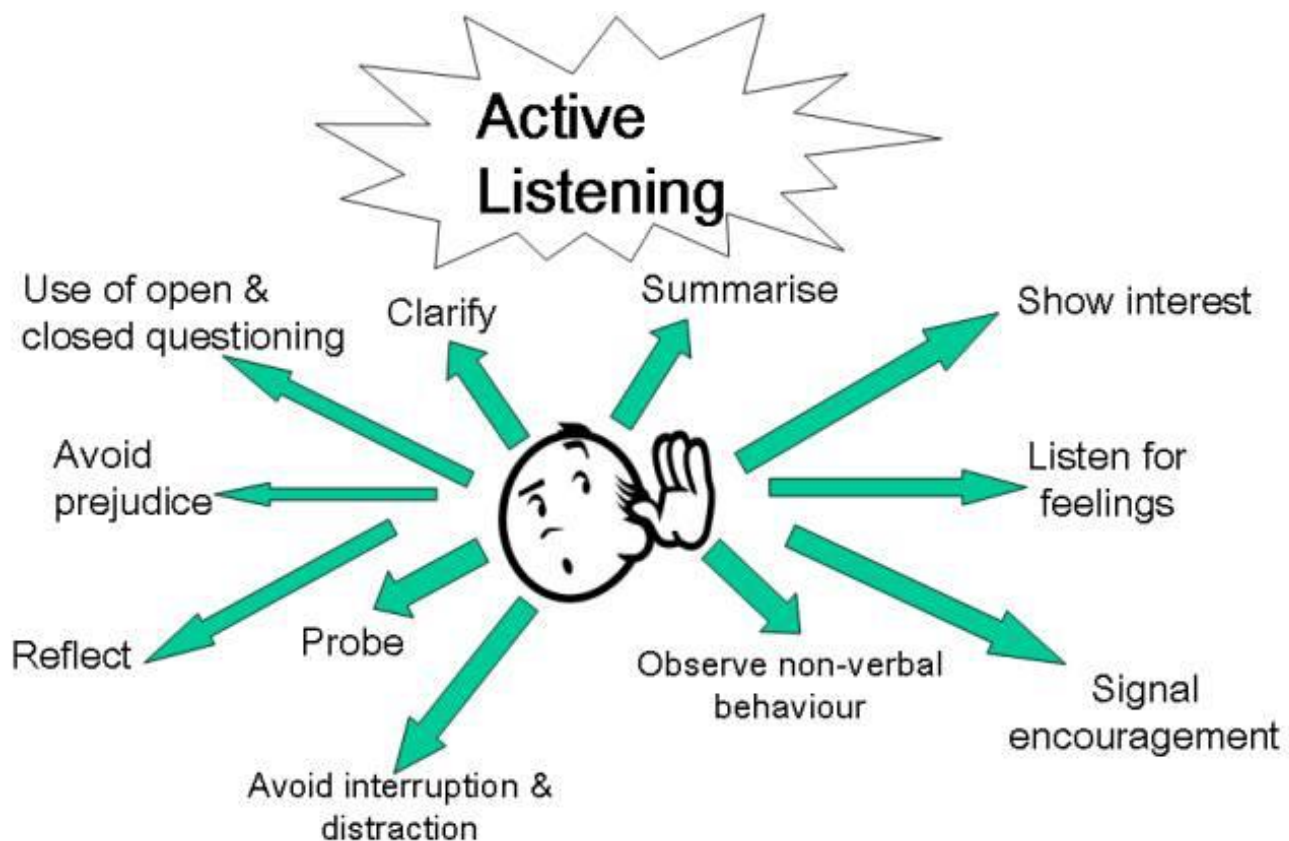 Active
Listening
Use of open &
closed questioning
Clarify
Summarise
Show interest
Avoid
prejudice
Listen for
feelings
Reflect
Probe
Observe non-verbal
behaviour
Signal
encouragement
Avoid interruption &
distraction